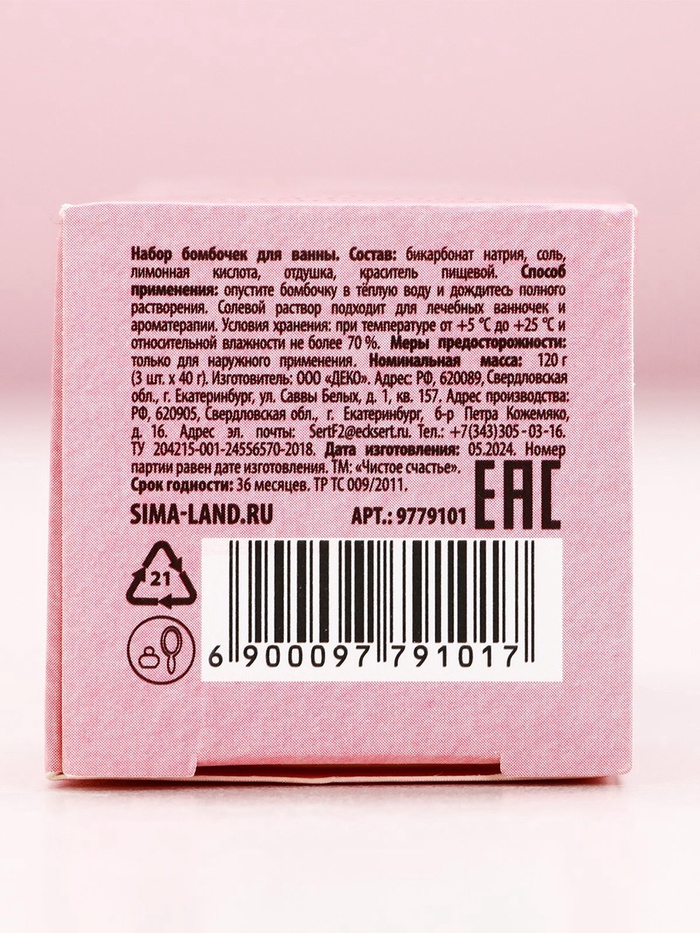 Набор бомбочек для ванны. Состав: бикарбонат натрия, соль,
лимонная кислота, отдушка, краситель пищевой. Способ
применения: опустите бомбочку в тёплую воду и дождитесь полного
растворения. Солевой раствор подходит для лечебных ванночек и
ароматерапии. Условия хранения: при температуре от +5 °С до +25 °С и
относительной влажности не более 70 %. Меры предосторожности:
только для наружного применения. Номинальная масса: 120 г
(3 шт. х 40 г). Изготовитель: ООО «ДЕКО». Адрес: РФ, 620089, Свердловская
обл., г. Екатеринбург, ул. Саввы Белых, д. 1, кв. 157. Адрес производства:
РФ, 620905, Свердловская обл., г. Екатеринбург, б-р Петра Кожемяко,
д. 16. Адрес эл. почты: SertF2@ecksert.ru. Тел.: +7(343)305-03-16.
ТУ 204215-001-24556570-2018. Дата изготовления: 05.2024. Номер
партии равен дате изготовления. ТМ: «Чистое счастье».
Срок годности: 36 месяцев. ТР ТС 009/2011.
EAC
SIMA-LAND.RU АРТ.: 9779101
21
6 900097 791017